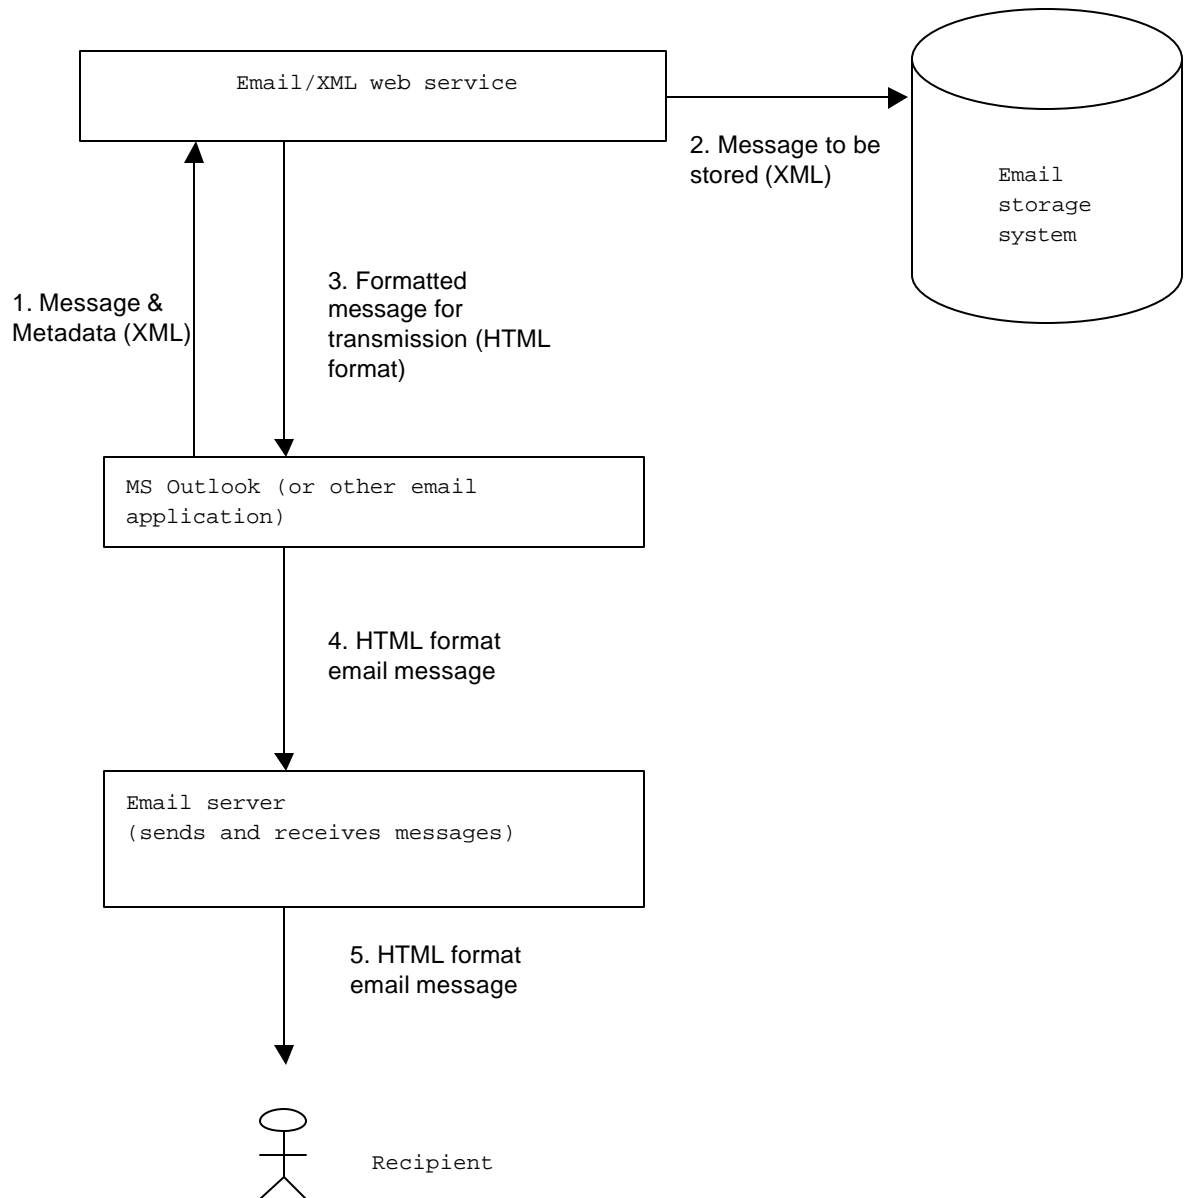 Email/XML web service
2. Message to be
stored (XML)
Email
storage
system
1. Message &
Metadata (XML)
3. Formatted
message for
transmission (HTML
format)
MS Outlook (or other email
application)
4. HTML format
email message
Email server
(sends and receives messages)
5. HTML format
email message
Recipient